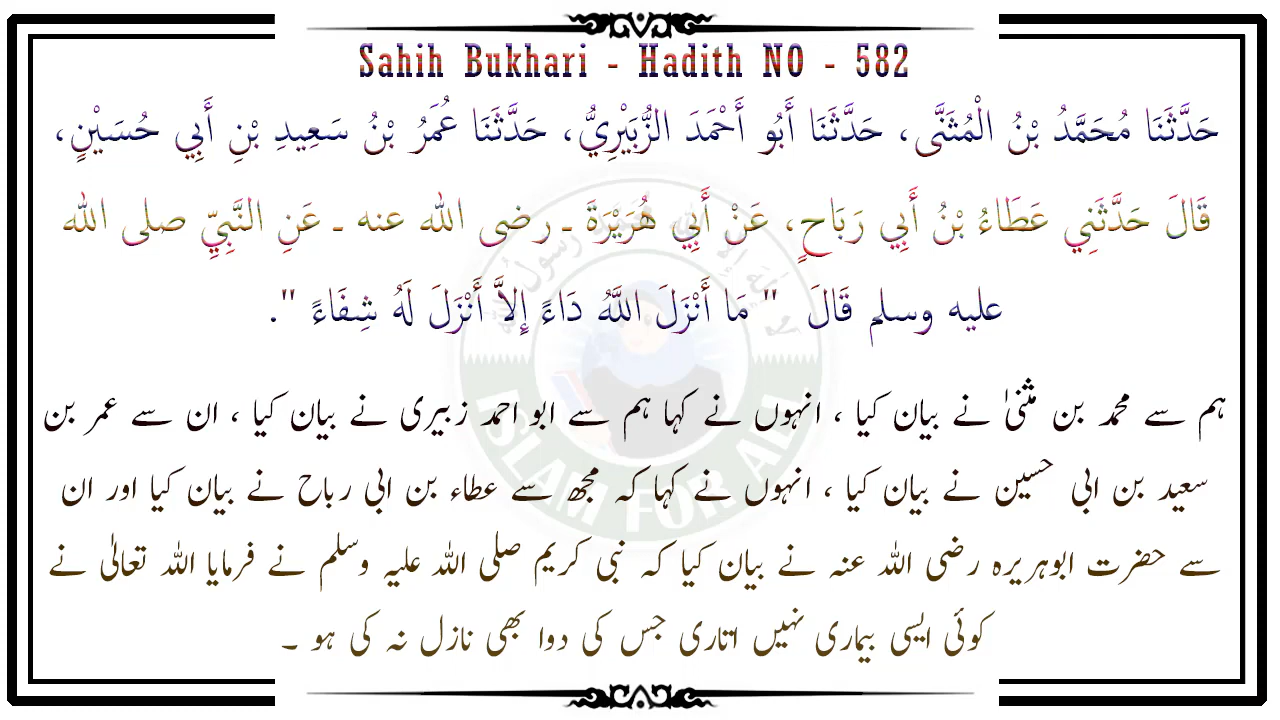 Sahih Bukhari - Hadith NO - 582
حَدَّثَنَا مُحَمَّدُ بْنُ الْمُثَنَّى، حَدَّثَنَا أَبُو أَحْمَدَ الزُّبَيْرِيُّ، حَدَّثَنَا عُمَرُ بْنُ سَعِيدِ بْنِ أَبِي حُسَيْنٍ،
قَالَ حَدَّثَنِي عَطَاءُ بْنُ أَبِي رَبَاحٍ، عَنْ أَبِي هُرَيْرَةَ ـ رضى الله عنه ـ عَنِ النَّبِيِّ صلى الله
عليه وسلم قَالَ ‏"‏ مَا أَنْزَلَ اللَّهُ دَاءً إِلاَّ أَنْزَلَ لَهُ شِفَاءً ‏"‏‏.‏
ہم سے محمد بن مثنیٰ نے بیان کیا ، انہوں نے کہا ہم سے ابو احمد زبیری نے بیان کیا ، ان سے عمر بن
سعید بن ابی حسین نے بیان کیا ، انہوں نے کہا کہ مجھ سے عطاء بن ابی رباح نے بیان کیا اور ان
سے حضرت ابوہریرہ رضی اللہ عنہ نے بیان کیا کہ نبی کریم صلی اللہ علیہ وسلم نے فرمایا اللہ تعالیٰ نے
کوئی ایسی بیماری نہیں اتاری جس کی دوا بھی نازل نہ کی ہو ۔
ISLAM FOR ALL